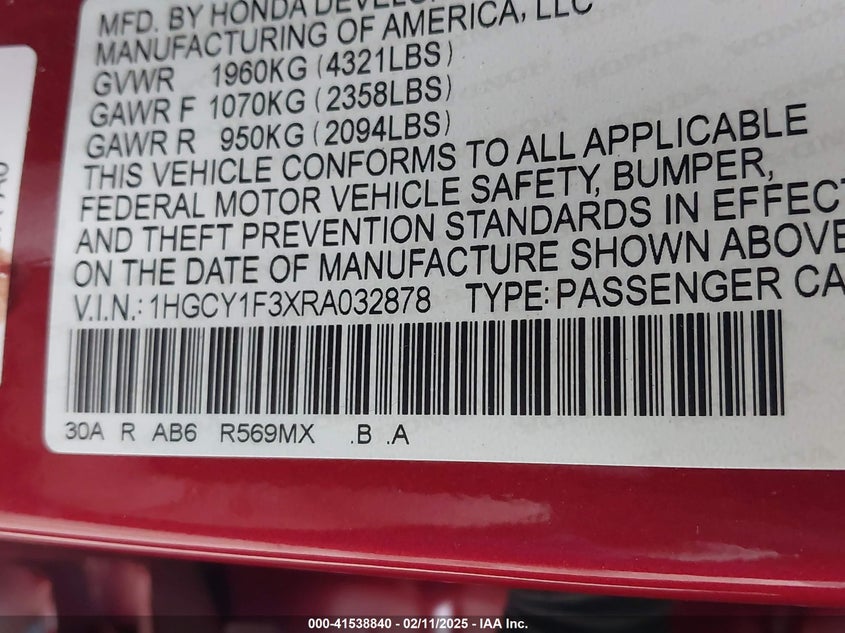 MFD. BY HONDA DEVELO
MANUFACTURING OF AMERICA, LLC
GVWR 1960KG (4321LBS)
GAWR F 1070KG (2358LBS)
GAWR R 950KG (2094LBS)
THIS VEHICLE CONFORMS TO ALL APPLICABLE
FEDERAL MOTOR VEHICLE SAFETY, BUMPER,
AND THEFT PREVENTION STANDARDS IN EFFECT
ON THE DATE OF MANUFACTURE SHOWN ABOVE
V.I.N.: 1HGCY1F3XRA032878 TYPE: PASSENGER CA
30A R AB6 R569MX .B .A
000-41538840 - 02/11/2025 - IAA Inc.